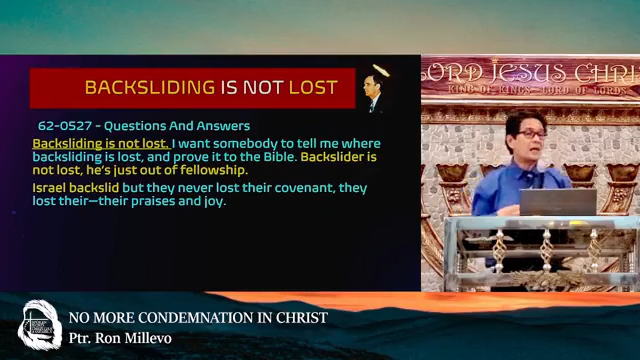 BACKSLIDING IS NOT LOST
62-0527 - Questions And Answers
Backsliding is not lost. I want somebody to tell me where
backsliding is lost, and prove it to the Bible. Backslider is
not lost, he's just out of fellowship.
Israel backslid but they never lost their covenant, they
lost their—their praises and joy.
LORD JESUS CHRI
KING OF KINGS LORD OF LORDS
NO MORE CONDEMNATION IN CHRIST
Ptr. Ron Millevo